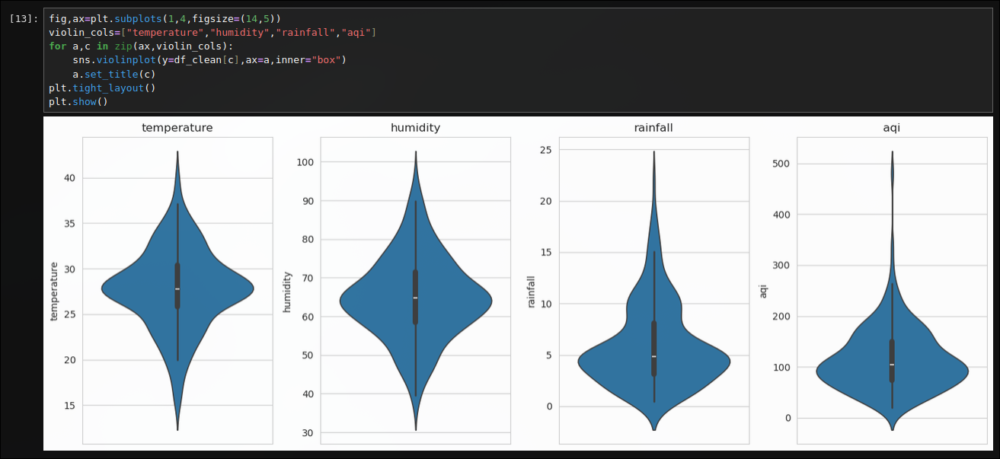 [13]: fig,ax=plt.subplots(1,4,figsize=(14,5))
violin_cols=["temperature","humidity","rainfall","aqi"]
for a,c in zip(ax,violin_cols):
    sns.violinplot(y=df_clean[c],ax=a,inner="box")
    a.set_title(c)
plt.tight_layout()
plt.show()
temperature
40
35
30
25
20
15
temperature
humidity
100
90
80
70
60
50
40
30
humidity
rainfall
25
20
15
10
5
0
rainfall
aqi
500
400
300
200
100
0
aqi